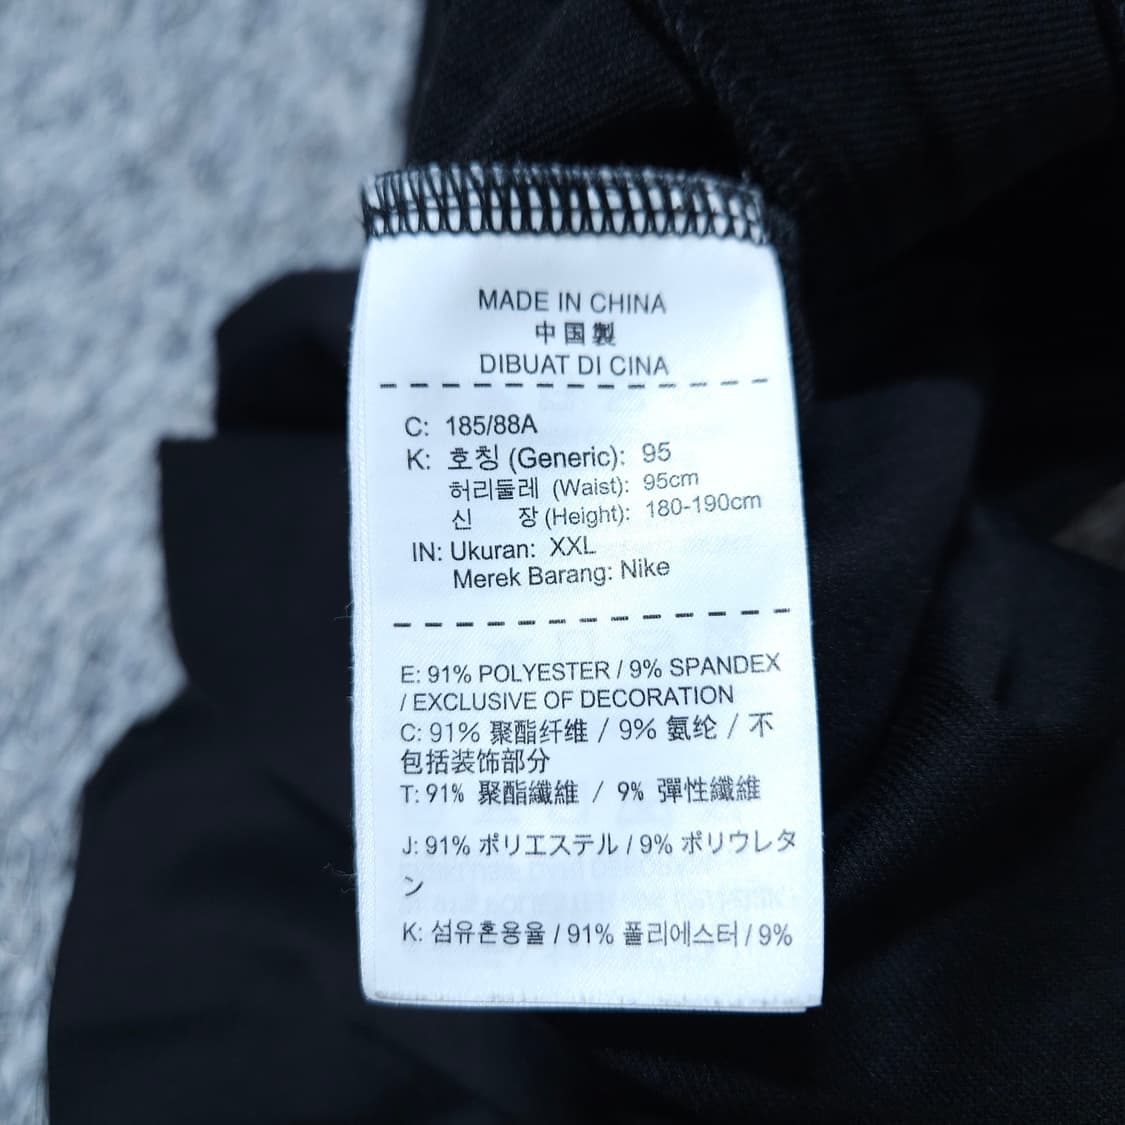 MADE IN CHINA
中国製
DIBUAT DI CINA
C: 185/88A
K: 호칭 (Generic): 95
허리둘레 (Waist): 95cm
신 장 (Height): 180-190cm
IN: Ukuran: XXL
Merek Barang: Nike
E: 91% POLYESTER / 9% SPANDEX
/ EXCLUSIVE OF DECORATION
C: 91% 聚酯纤维 / 9% 氨纶 / 不
包括装饰部分
T: 91% 聚酯纖維 / 9% 彈性纖維
J: 91% ポリエステル / 9% ポリウレタ
ン
K: 섬유혼용율 / 91% 폴리에스터 / 9%